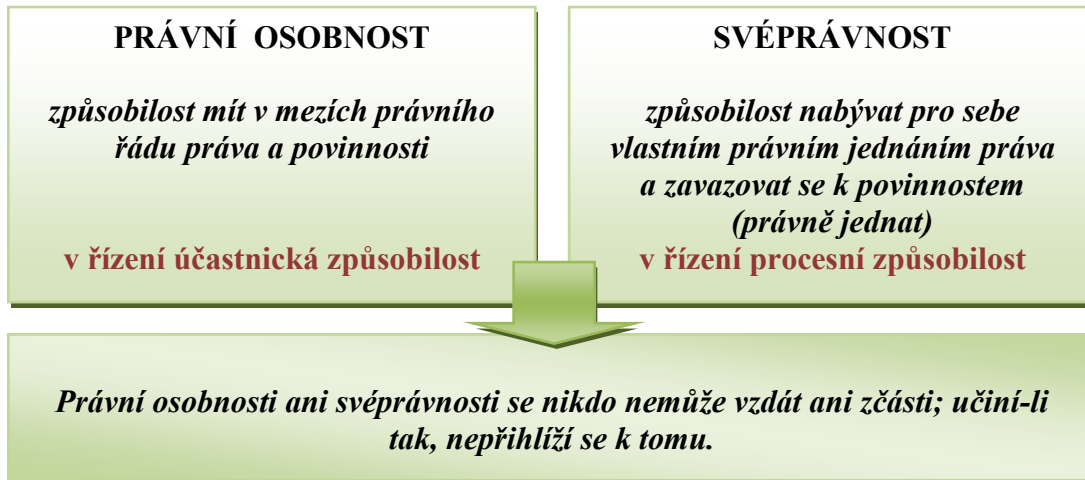 PRÁVNÍ OSOBNOST
způsobilost mít v mezích právního
řádu práva a povinnosti
v řízení účastnická způsobilost
SVÉPRÁVNOST
způsobilost nabývat pro sebe
vlastním právním jednáním práva
a zavazovat se k povinnostem
(právně jednat)
v řízení procesní způsobilost
Právní osobnosti ani svéprávnosti se nikdo nemůže vzdát ani zčásti; učiní-li
tak, nepřihlíží se k tomu.